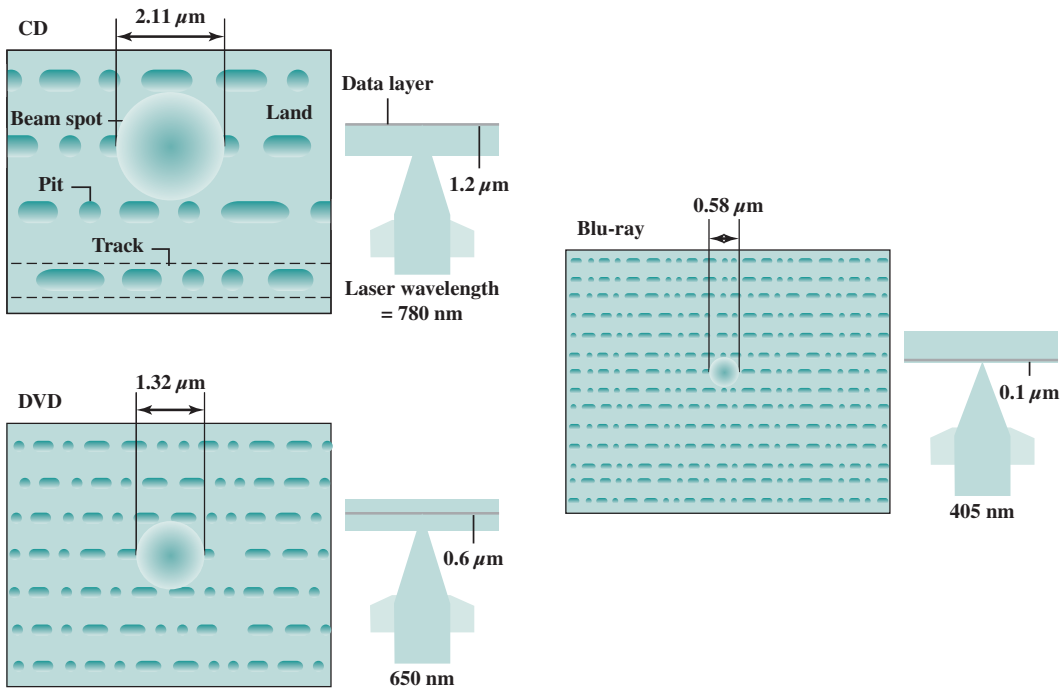 CD
2.11 μm
Beam spot
Land
Pit
Track
Data layer
1.2 μm
Laser wavelength
= 780 nm
DVD
1.32 μm
0.6 μm
650 nm
Blu-ray
0.58 μm
0.1 μm
405 nm